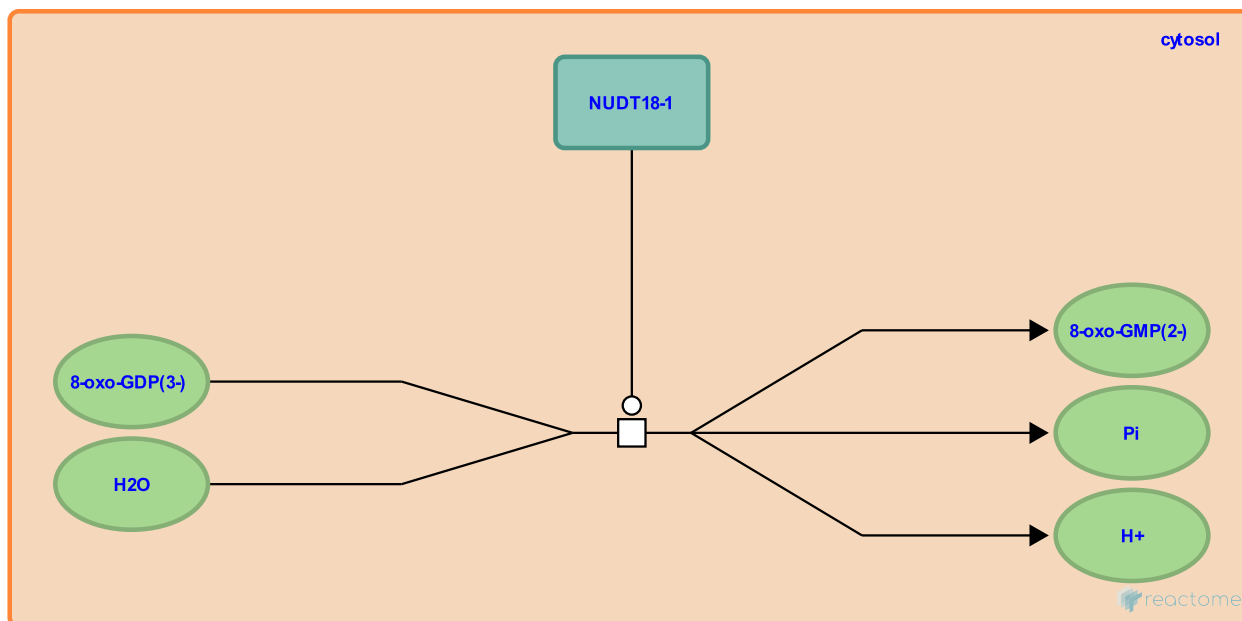 cytosol
NUDT18-1
8-oxo-GDP(3-)
H2O
8-oxo-GMP(2-)
Pi
H+
reactome